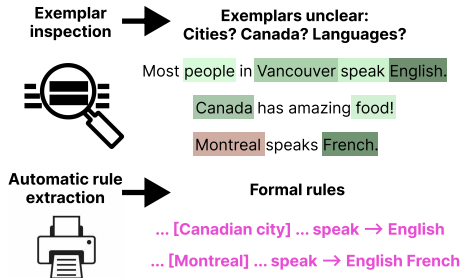 Exemplar
inspection
Exemplars unclear:
Cities? Canada? Languages?
Most people in Vancouver speak English.
Canada has amazing food!
Montreal speaks French.
Automatic rule
extraction
Formal rules
... [Canadian city] ... speak —> English
... [Montreal] ... speak —> English French